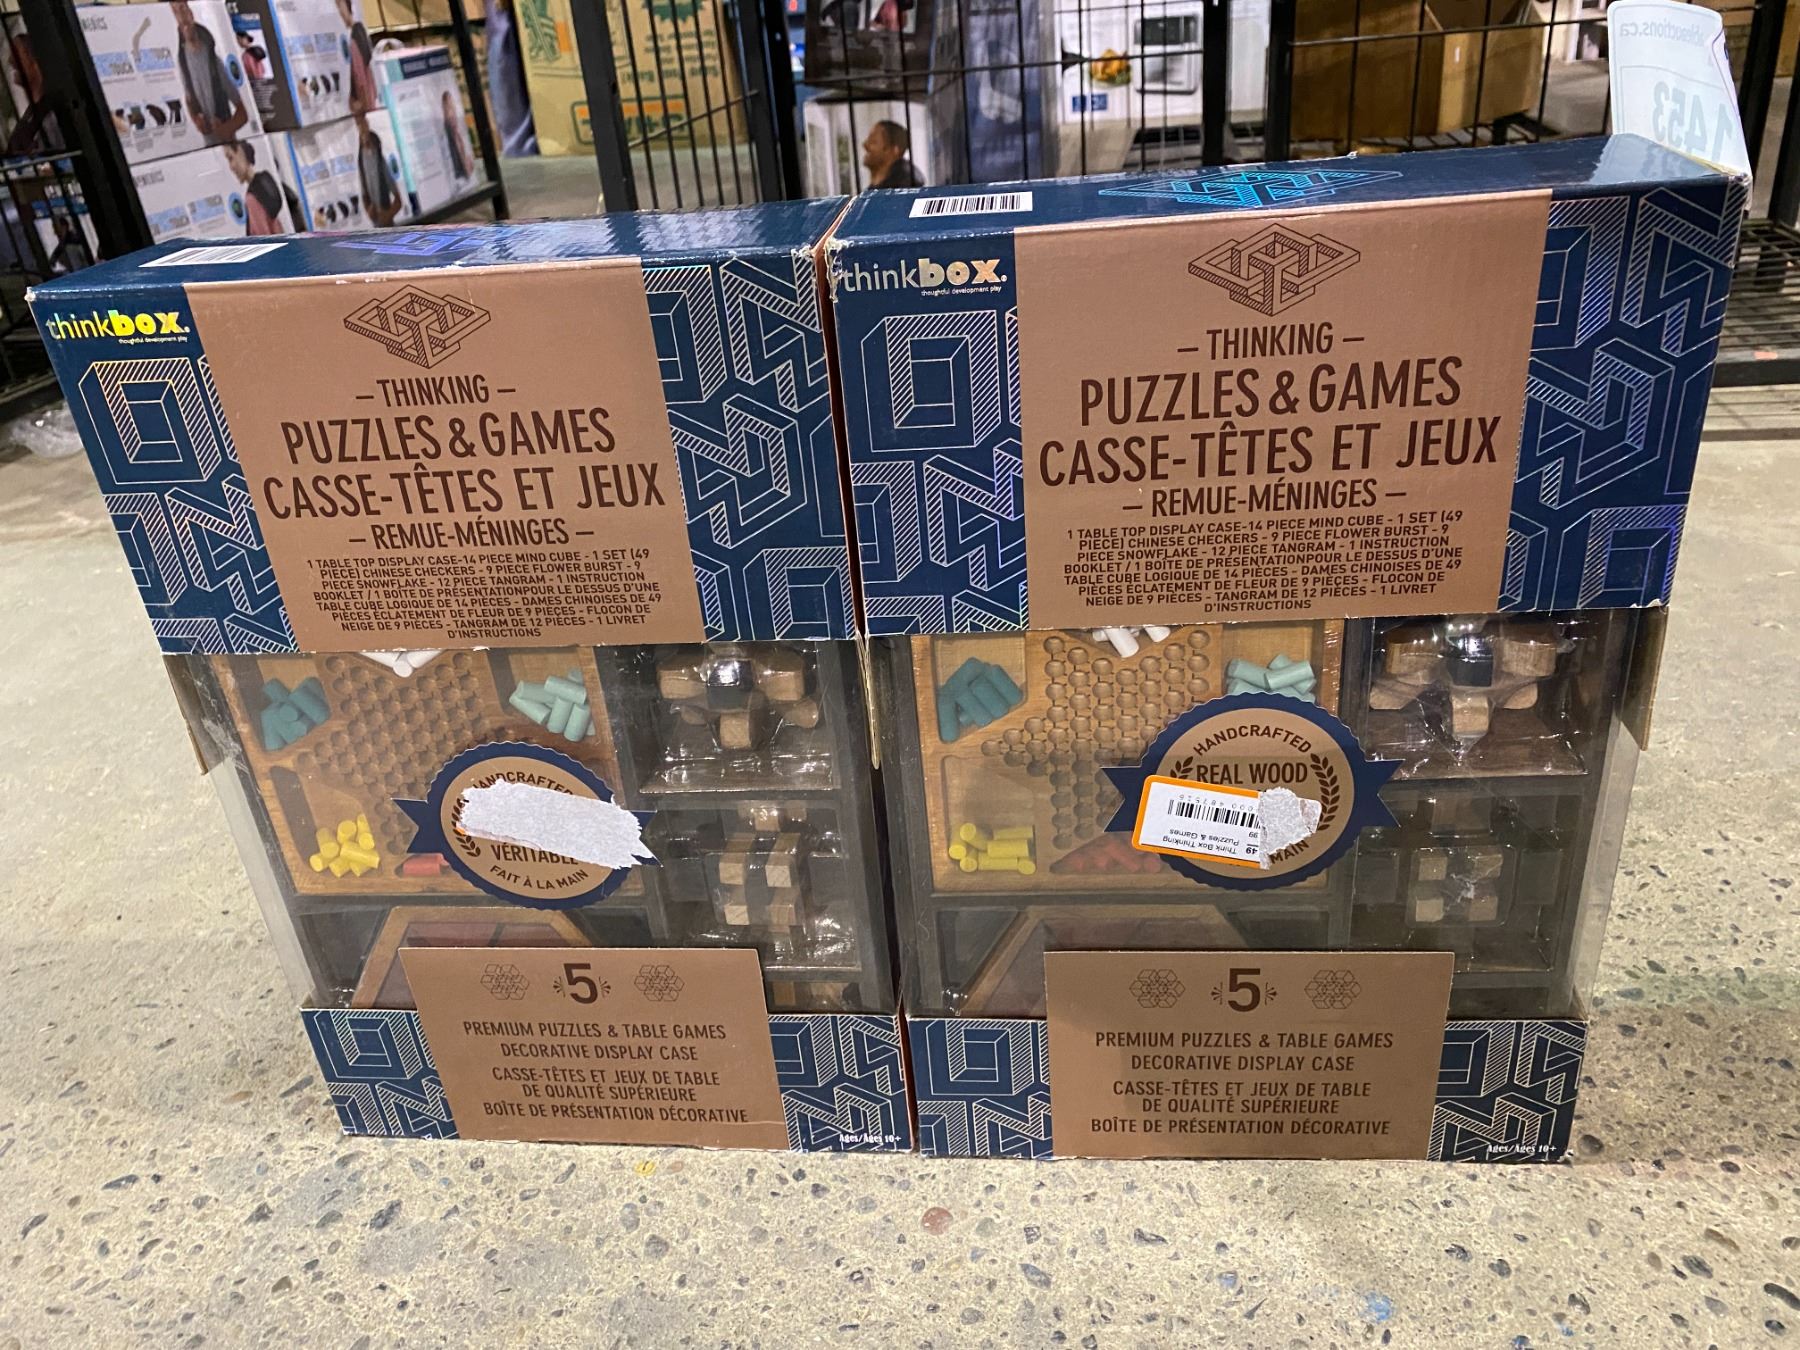 thinkbox.
thoughtful development play
– THINKING –
PUZZLES & GAMES
CASSE-TÊTES ET JEUX
– REMUE-MÉNINGES –
1 TABLE TOP DISPLAY CASE-14 PIECE MIND CUBE - 1 SET (49
PIECE) CHINESE CHECKERS - 9 PIECE FLOWER BURST - 9
PIECE SNOWFLAKE - 12 PIECE TANGRAM - 1 INSTRUCTION
BOOKLET / 1 BOÎTE DE PRÉSENTATIONPOUR LE DESSUS D'UNE
TABLE CUBE LOGIQUE DE 14 PIÈCES - DAMES CHINOISES DE 49
PIÈCES ÉCLATEMENT DE FLEUR DE 9 PIÈCES - FLOCON DE
NEIGE DE 9 PIÈCES - TANGRAM DE 12 PIÈCES - 1 LIVRET
D'INSTRUCTIONS
HANDCRAFTED
VÉRITABLE
FAIT À LA MAIN
5
PREMIUM PUZZLES & TABLE GAMES
DECORATIVE DISPLAY CASE
CASSE-TÊTES ET JEUX DE TABLE
DE QUALITÉ SUPÉRIEURE
BOÎTE DE PRÉSENTATION DÉCORATIVE
Ages/Ages 10+
thinkbox.
thoughtful development play
– THINKING –
PUZZLES & GAMES
CASSE-TÊTES ET JEUX
– REMUE-MÉNINGES –
1 TABLE TOP DISPLAY CASE-14 PIECE MIND CUBE - 1 SET (49
PIECE) CHINESE CHECKERS - 9 PIECE FLOWER BURST - 9
PIECE SNOWFLAKE - 12 PIECE TANGRAM - 1 INSTRUCTION
BOOKLET / 1 BOÎTE DE PRÉSENTATIONPOUR LE DESSUS D'UNE
TABLE CUBE LOGIQUE DE 14 PIÈCES - DAMES CHINOISES DE 49
PIÈCES ÉCLATEMENT DE FLEUR DE 9 PIÈCES - FLOCON DE
NEIGE DE 9 PIÈCES - TANGRAM DE 12 PIÈCES - 1 LIVRET
D'INSTRUCTIONS
HANDCRAFTED
REAL WOOD
MAIN
Think Box Thinking
Puzzles & Games
49
99
5
PREMIUM PUZZLES & TABLE GAMES
DECORATIVE DISPLAY CASE
CASSE-TÊTES ET JEUX DE TABLE
DE QUALITÉ SUPÉRIEURE
BOÎTE DE PRÉSENTATION DÉCORATIVE
Ages/Ages 10+
1453